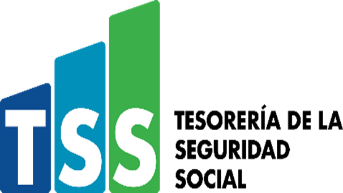 TSS
TESORERÍA DE LA
SEGURIDAD
SOCIAL